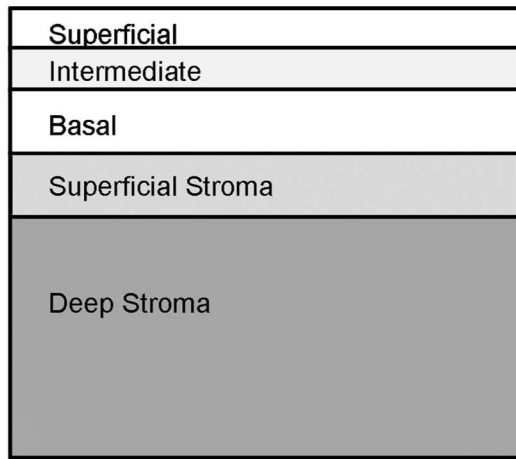 Superficial
Intermediate
Basal
Superficial Stroma
Deep Stroma